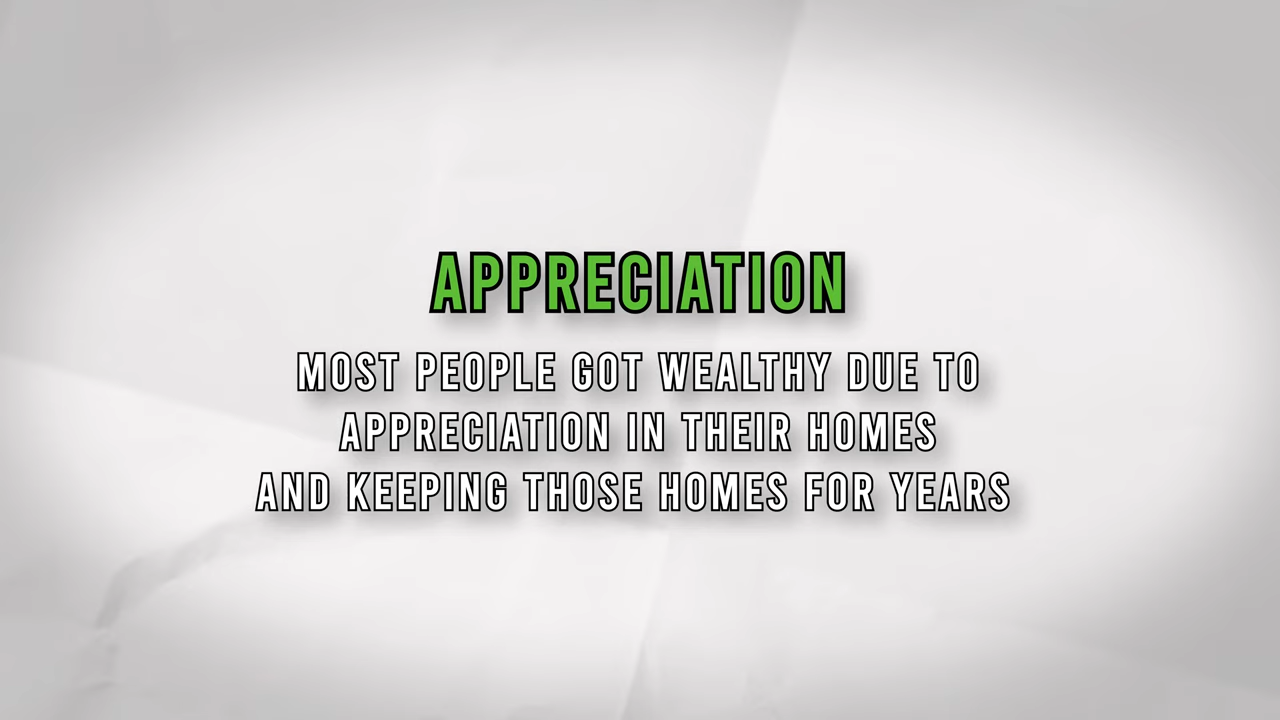 APPRECIATION
MOST PEOPLE GOT WEALTHY DUE TO
APPRECIATION IN THEIR HOMES
AND KEEPING THOSE HOMES FOR YEARS